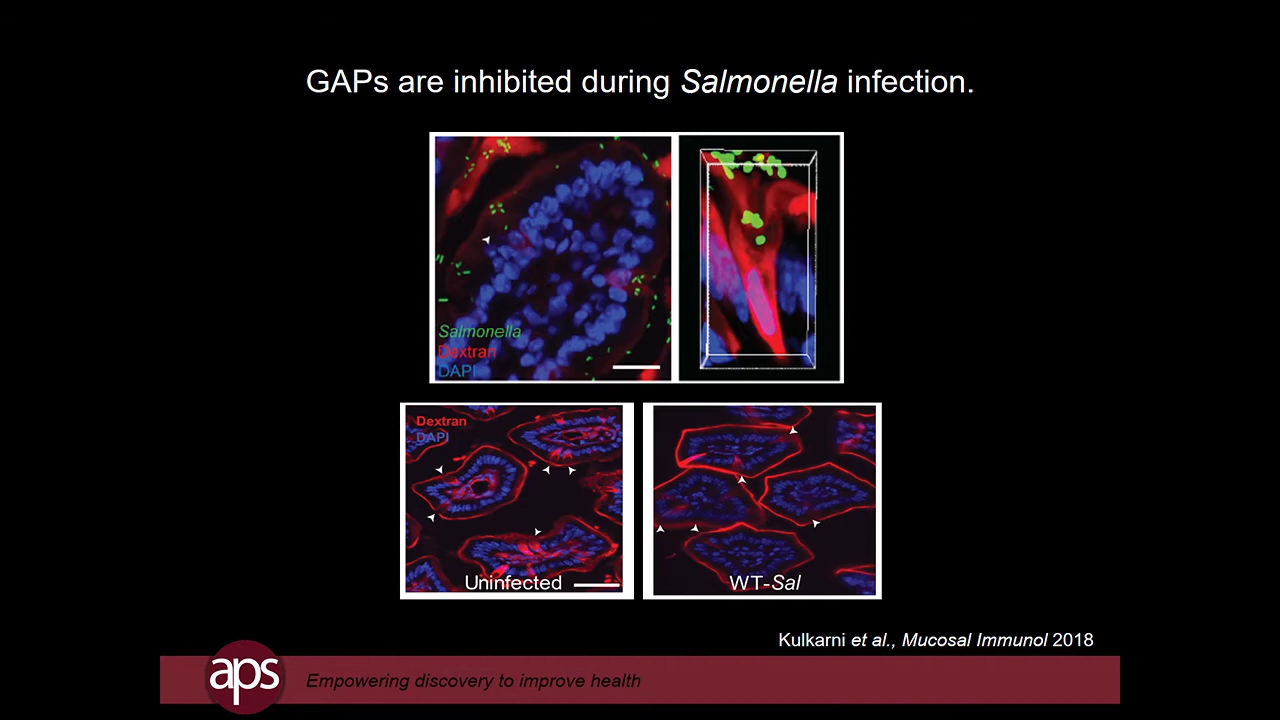 GAPs are inhibited during Salmonella infection.
Salmonella
Dextran
DAPI
Dextran
DAPI
Uninfected
WT-Sal
Kulkarni et al., Mucosal Immunol 2018
aps
Empowering discovery to improve health